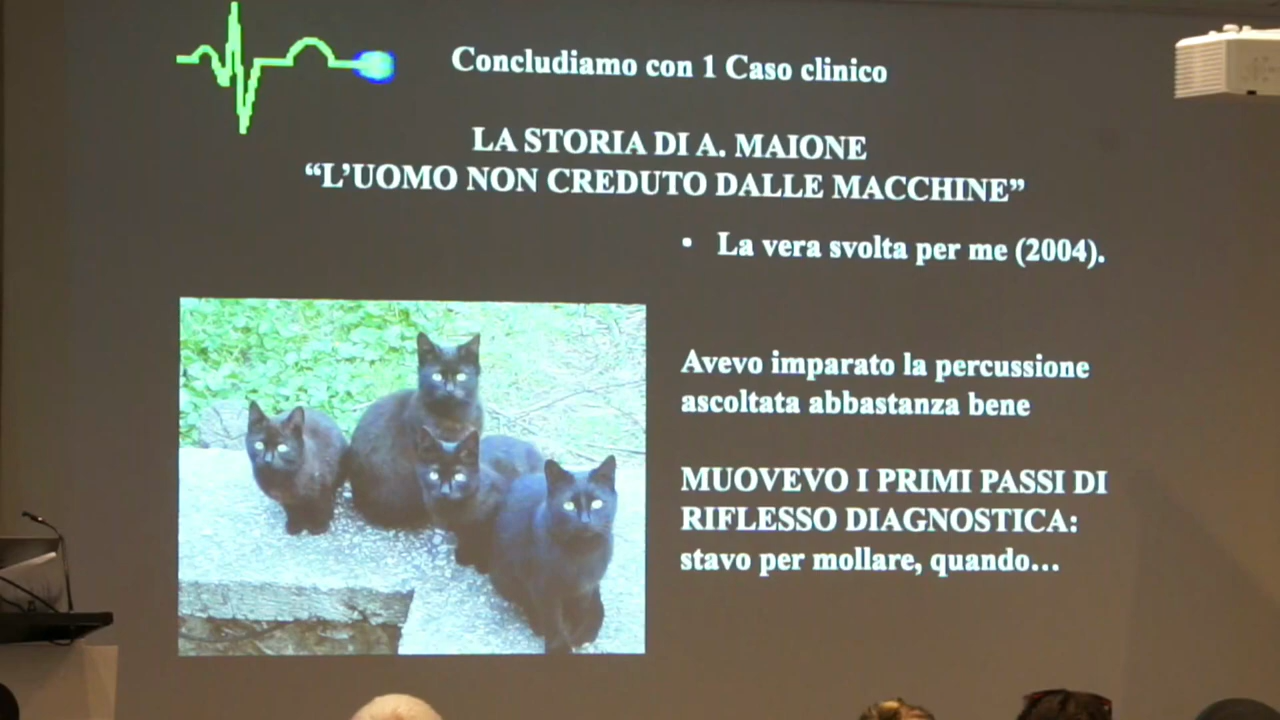 Concludiamo con 1 Caso clinico
LA STORIA DI A. MAIONE
“L’UOMO NON CREDUTO DALLE MACCHINE”
• La vera svolta per me (2004).
Avevo imparato la percussione
ascoltata abbastanza bene
MUOVEVO I PRIMI PASSI DI
RIFLESSO DIAGNOSTICA:
stavo per mollare, quando…